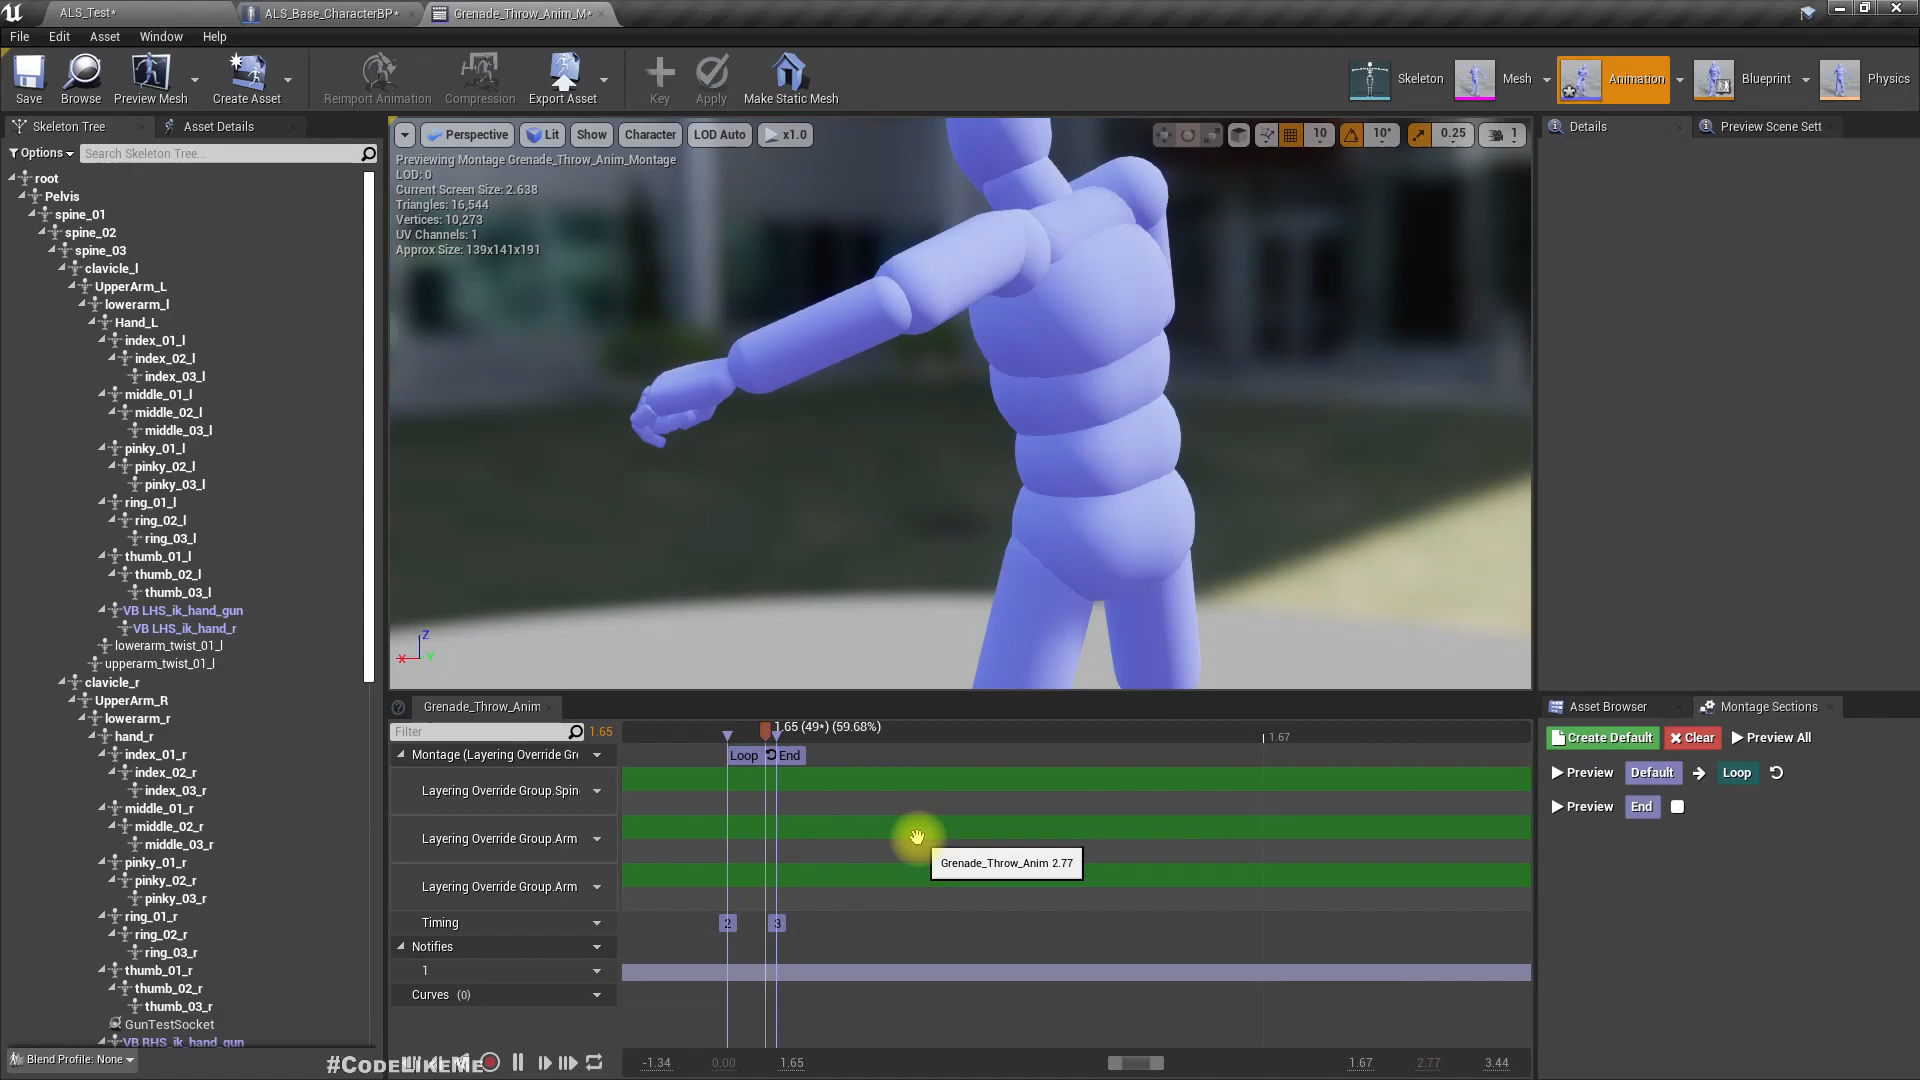 ALS_Test*
ALS_Base_CharacterBP*
Grenade_Throw_Anim_M*
File Edit Asset Window Help
Save Browse Preview Mesh Create Asset Reimport Animation Compression Export Asset Key Apply Make Static Mesh
Skeleton Mesh Animation Blueprint Physics
Skeleton Tree Asset Details
Options Search Skeleton Tree...
root
Pelvis
spine_01
spine_02
spine_03
clavicle_l
UpperArm_L
lowerarm_l
Hand_L
index_01_l
index_02_l
index_03_l
middle_01_l
middle_02_l
middle_03_l
pinky_01_l
pinky_02_l
pinky_03_l
ring_01_l
ring_02_l
ring_03_l
thumb_01_l
thumb_02_l
thumb_03_l
VB LHS_ik_hand_gun
VB LHS_ik_hand_r
lowerarm_twist_01_l
upperarm_twist_01_l
clavicle_r
UpperArm_R
lowerarm_r
hand_r
index_01_r
index_02_r
index_03_r
middle_01_r
middle_02_r
middle_03_r
pinky_01_r
pinky_02_r
pinky_03_r
ring_01_r
ring_02_r
ring_03_r
thumb_01_r
thumb_02_r
thumb_03_r
GunTestSocket
VB RHS_ik_hand_gun
Blend Profile: None
Perspective Lit Show Character LOD Auto x1.0
10 10° 0.25 1
Previewing Montage Grenade_Throw_Anim_Montage
LOD: 0
Current Screen Size: 2.638
Triangles: 16,544
Vertices: 10,273
UV Channels: 1
Approx Size: 139x141x191
Z
X Y
Grenade_Throw_Anim
Filter 1.65
1.65 (49*) (59.68%)
1.67
Montage (Layering Override Gr
Loop End
Layering Override Group.Spin
Layering Override Group.Arm
Layering Override Group.Arm
Grenade_Throw_Anim 2.77
Timing 2 3
Notifies
1
Curves (0)
#CodeLikeMe
-1.34 0.00 1.65 1.67 2.77 3.44
Details Preview Scene Sett
Asset Browser Montage Sections
Create Default Clear Preview All
Preview Default Loop
Preview End